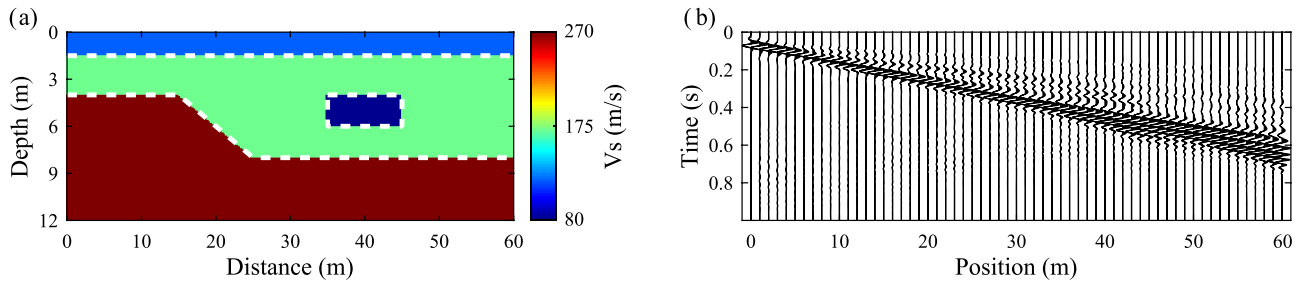 (a)
0
3
6
9
12
Depth (m)
0 10 20 30 40 50 60
Distance (m)
270
175
80
Vs (m/s)
(b)
0
0.2
0.4
0.6
0.8
Time (s)
0 10 20 30 40 50 60
Position (m)